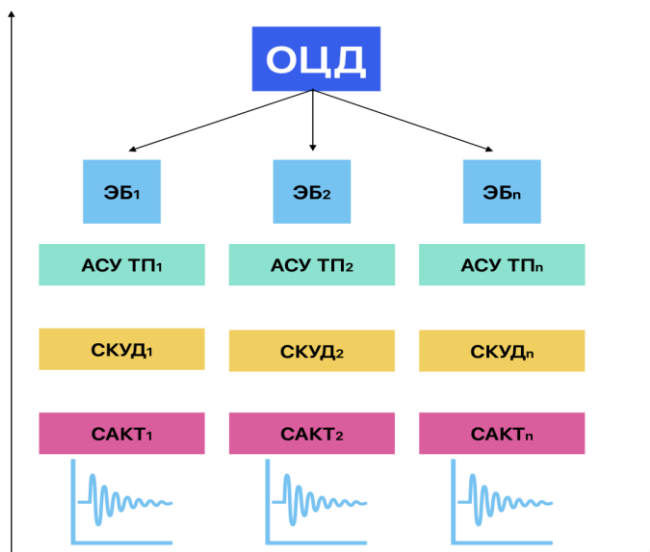 ОЦД
ЭБ₁ ЭБ₂ ЭБn
АСУ ТП₁ АСУ ТП₂ АСУ ТПn
СКУД₁ СКУД₂ СКУДn
САКТ₁ САКТ₂ САКТn